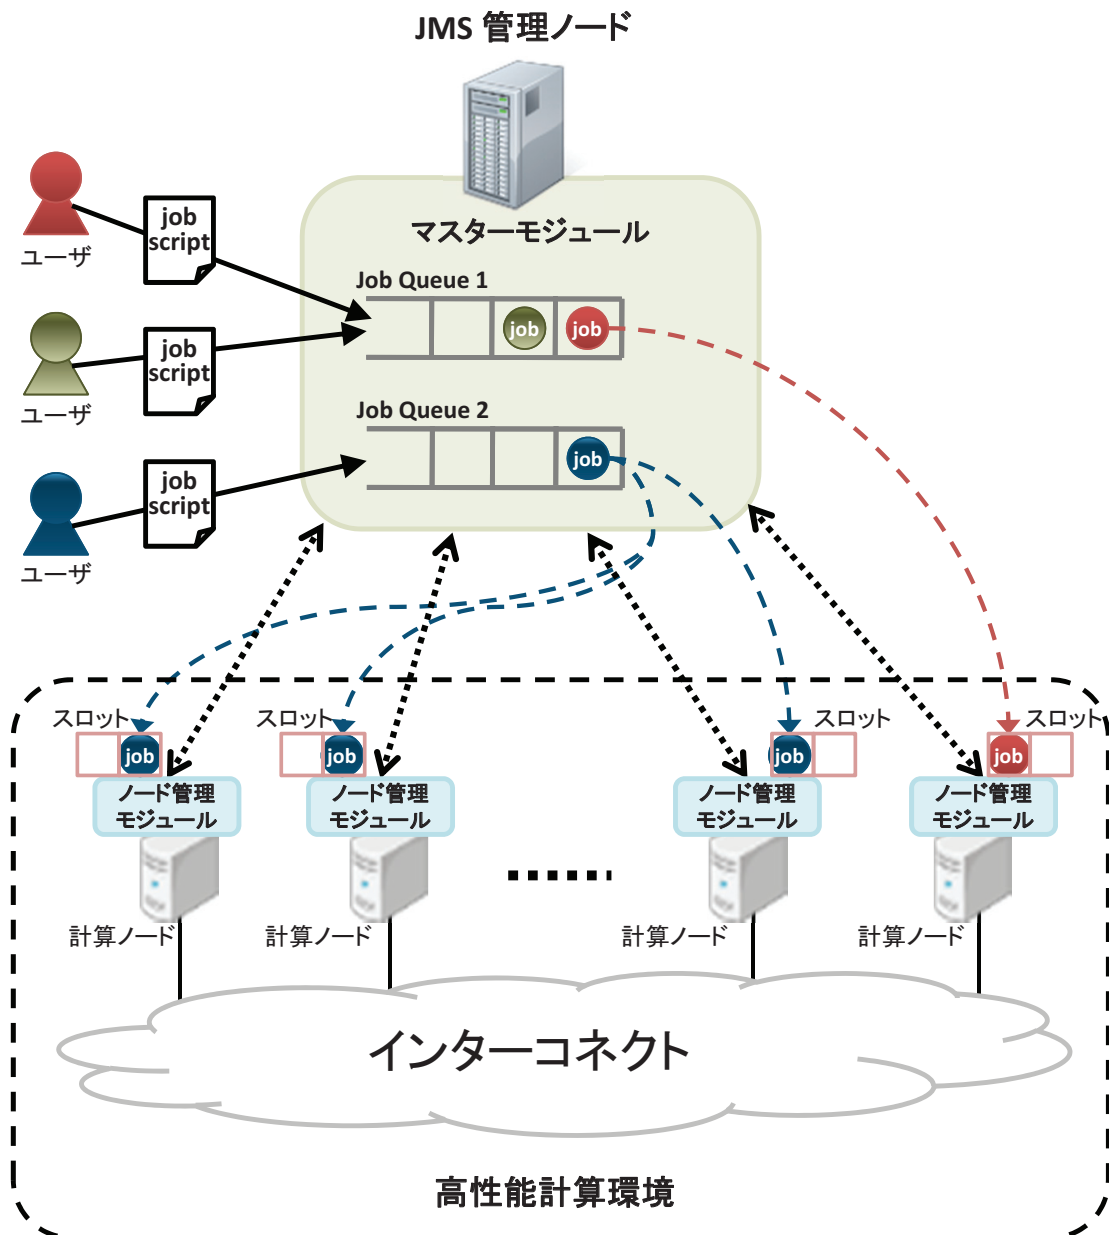 JMS 管理ノード
マスターモジュール
job
script
ユーザ
Job Queue 1
job
job
job
script
ユーザ
Job Queue 2
job
job
script
ユーザ
スロット
スロット
スロット
スロット
job
job
job
job
ノード管理
モジュール
ノード管理
モジュール
ノード管理
モジュール
ノード管理
モジュール
計算ノード
計算ノード
計算ノード
計算ノード
インターコネクト
高性能計算環境